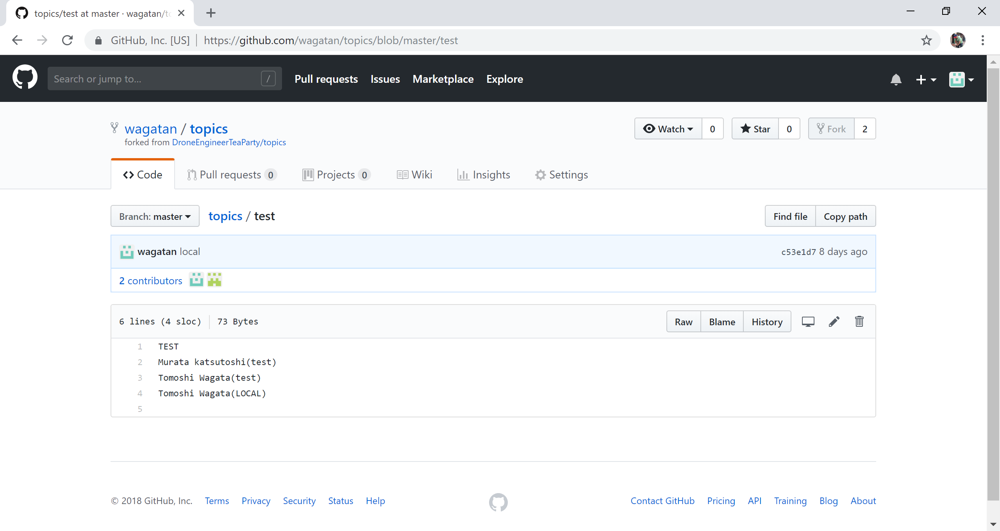 topics/test at master · wagatan/to
GitHub, Inc. [US] https://github.com/wagatan/topics/blob/master/test
Search or jump to... / Pull requests Issues Marketplace Explore
wagatan / topics Watch 0 Star 0 Fork 2
forked from DroneEngineerTeaParty/topics
Code Pull requests 0 Projects 0 Wiki Insights Settings
Branch: master topics / test Find file Copy path
wagatan local c53e1d7 8 days ago
2 contributors
6 lines (4 sloc) 73 Bytes Raw Blame History
1 TEST
2 Murata katsutoshi(test)
3 Tomoshi Wagata(test)
4 Tomoshi Wagata(LOCAL)
5
© 2018 GitHub, Inc. Terms Privacy Security Status Help Contact GitHub Pricing API Training Blog About